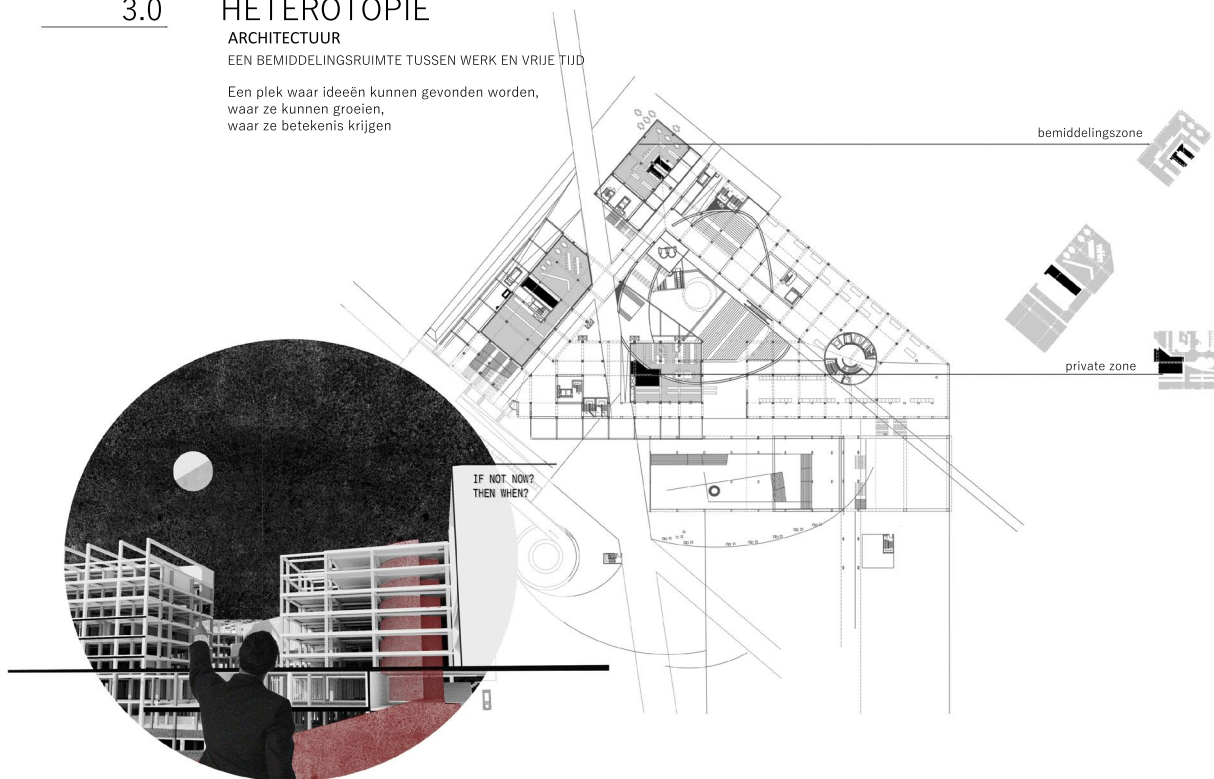 3.0 HETEROTOPIE
ARCHITECTUUR
EEN BEMIDDELINGSRUIMTE TUSSEN WERK EN VRIJE TIJD
Een plek waar ideeën kunnen gevonden worden,
waar ze kunnen groeien,
waar ze betekenis krijgen
bemiddelingszone
private zone
IF NOT NOW?
THEN WHEN?